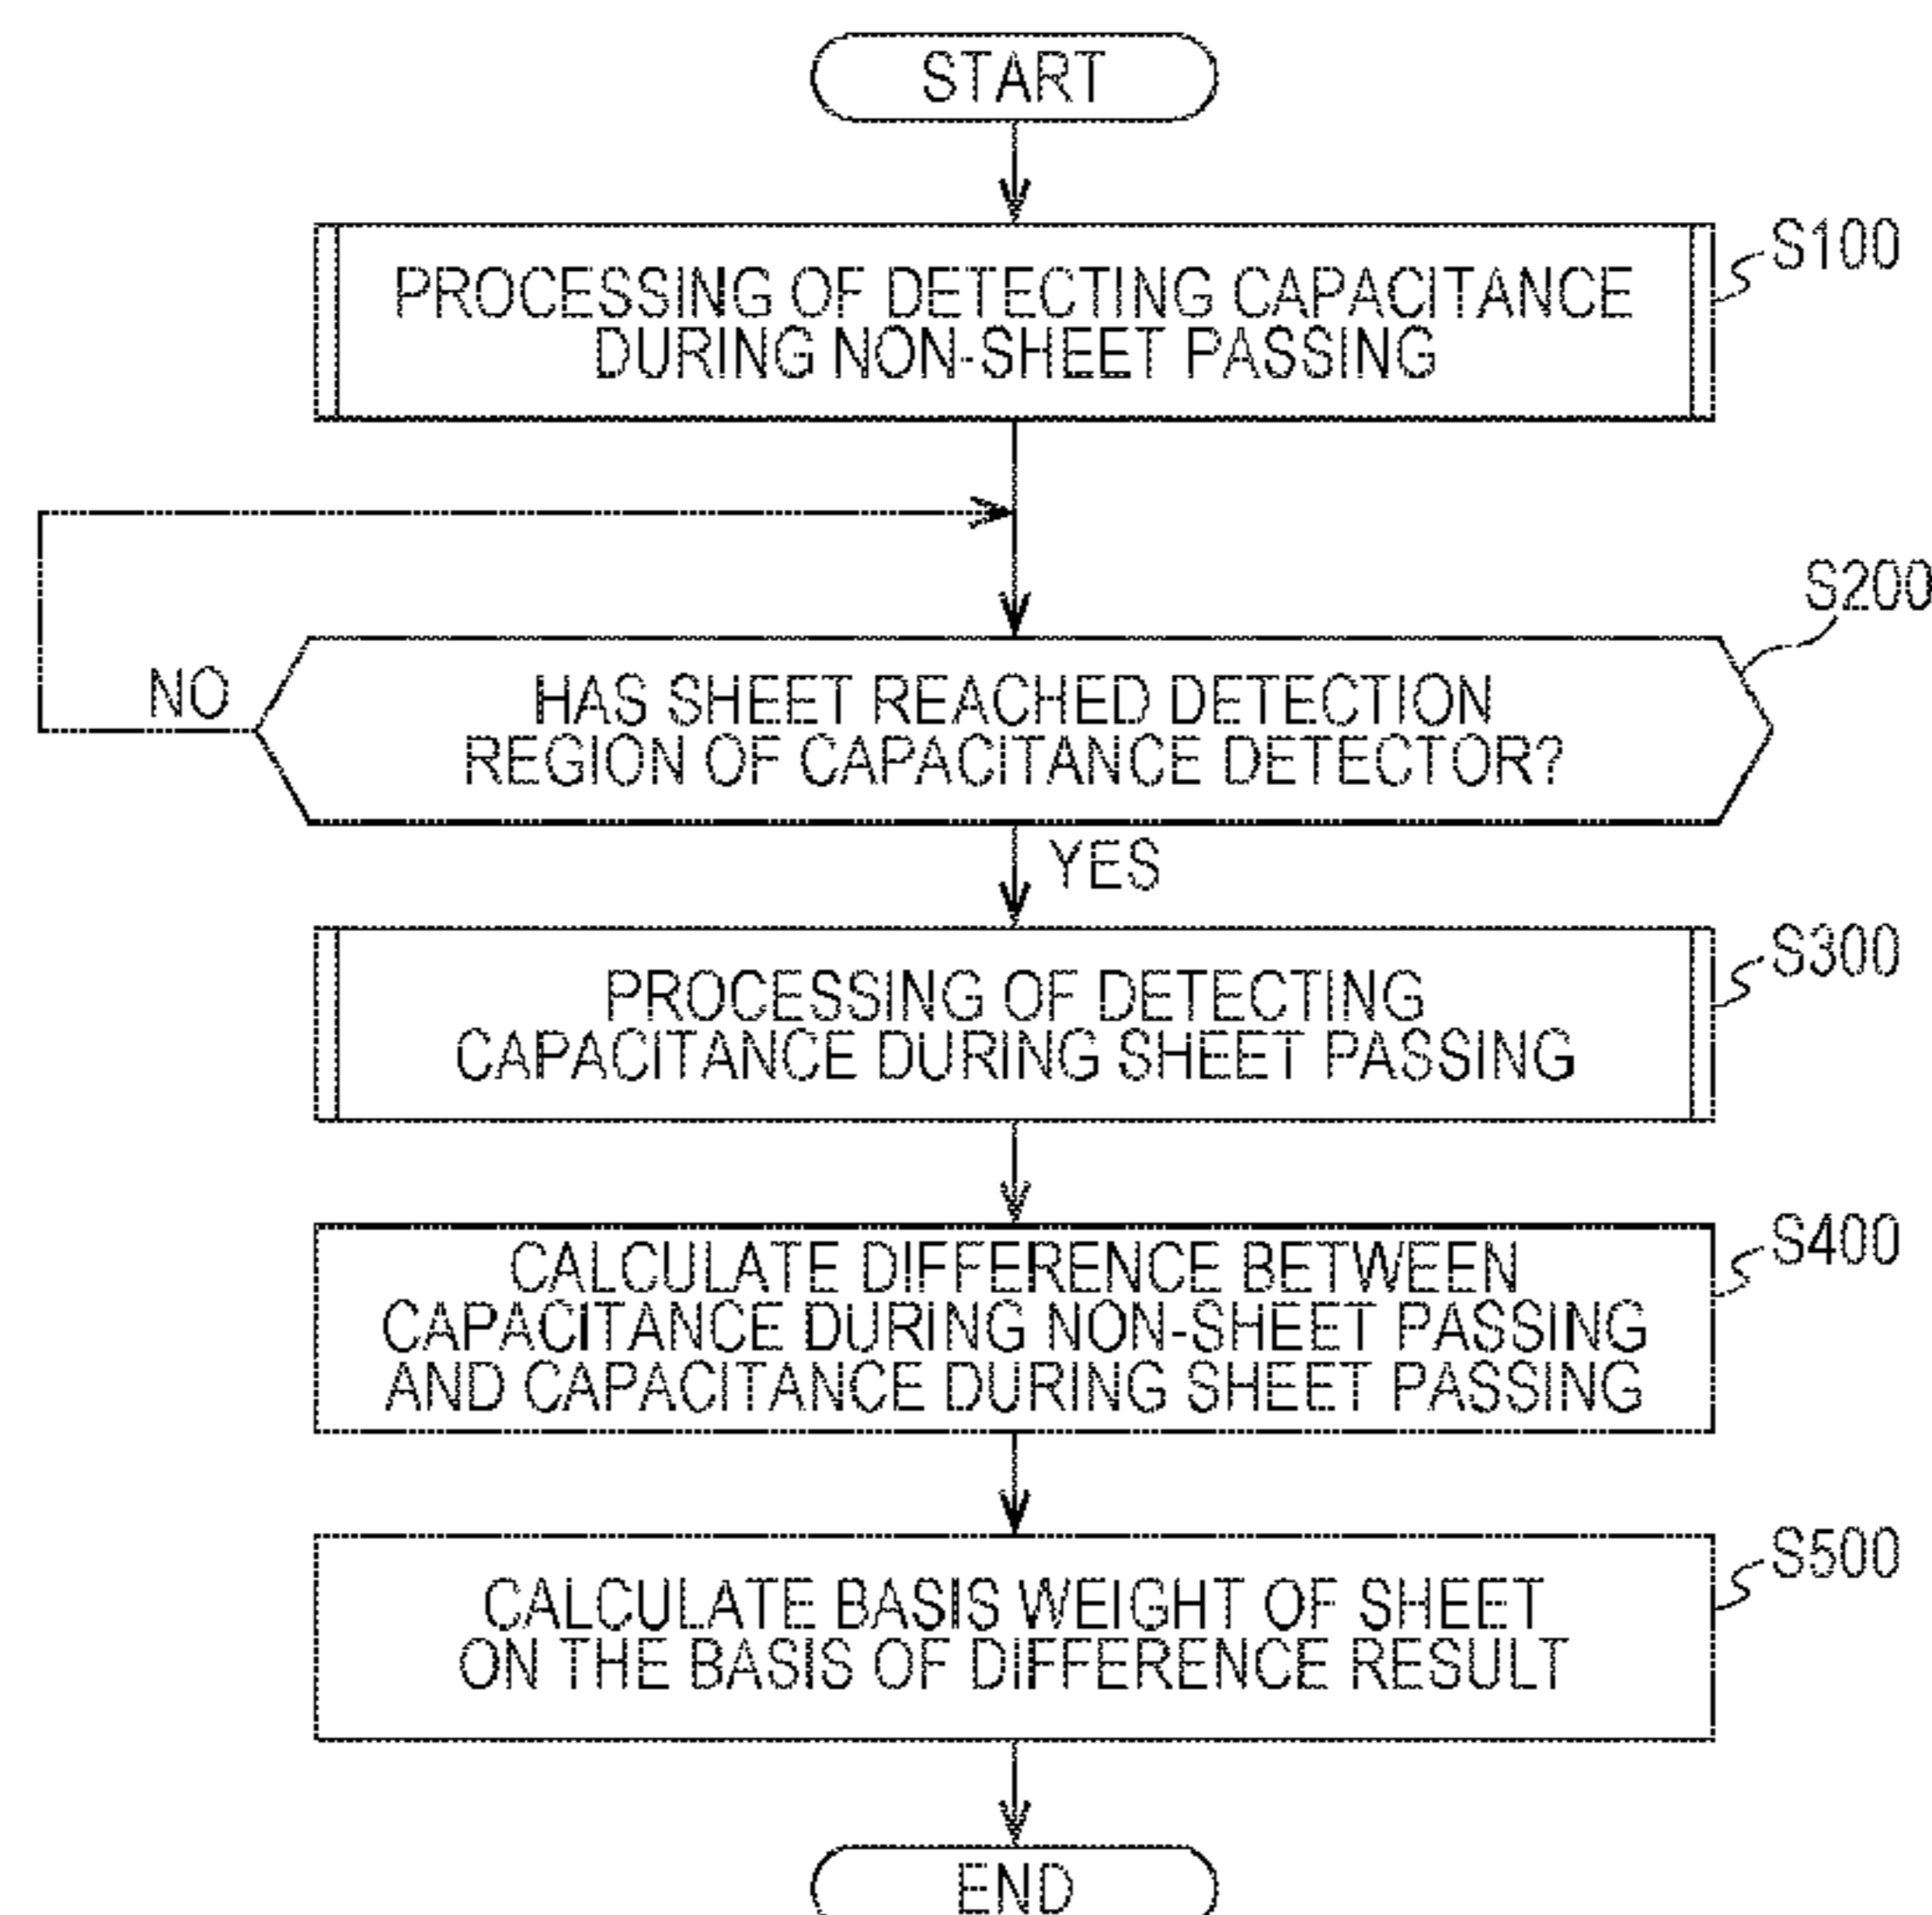 START
S100
PROCESSING OF DETECTING CAPACITANCE
DURING NON-SHEET PASSING
S200
NO
HAS SHEET REACHED DETECTION
REGION OF CAPACITANCE DETECTOR?
YES
S300
PROCESSING OF DETECTING
CAPACITANCE DURING SHEET PASSING
S400
CALCULATE DIFFERENCE BETWEEN
CAPACITANCE DURING NON-SHEET PASSING
AND CAPACITANCE DURING SHEET PASSING
S500
CALCULATE BASIS WEIGHT OF SHEET
ON THE BASIS OF DIFFERENCE RESULT
END